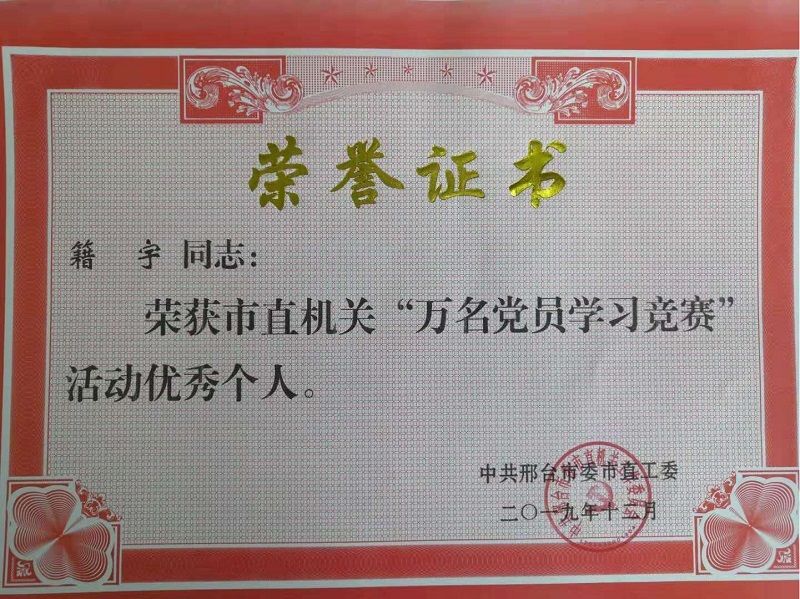 荣誉证书
籍 宇 同志：
荣获市直机关“万名党员学习竞赛”
活动优秀个人。
中共邢台市委市直工委
二〇一九年十二月